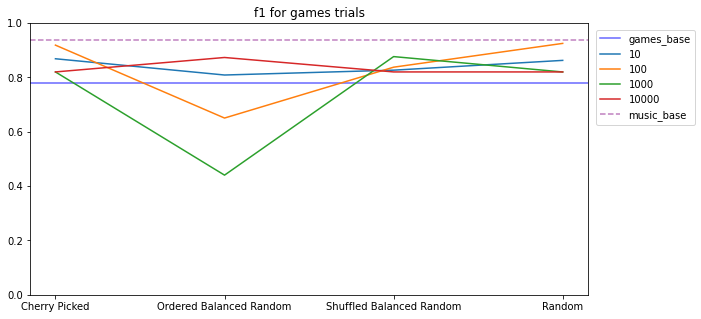 f1 for games trials
1.0
0.8
0.6
0.4
0.2
0.0
Cherry Picked
Ordered Balanced Random
Shuffled Balanced Random
Random
games_base
10
100
1000
10000
music_base